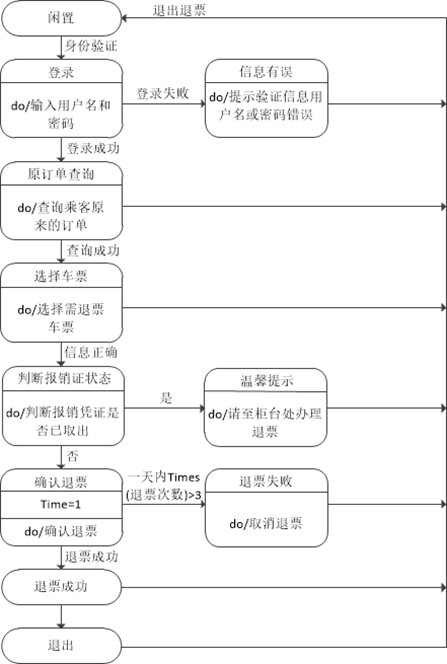 闲置
退出退票
身份验证
登录
do/输入用户名和
密码
登录失败
信息有误
do/提示验证信息用
户名或密码错误
登录成功
原订单查询
do/查询乘客原
来的订单
查询成功
选择车票
do/选择需退票
车票
信息正确
判断报销证状态
do/判断报销凭证是
否已取出
是
温馨提示
do/请至柜台处办理
退票
否
确认退票
Time=1
do/确认退票
一天内Times
(退票次数)>3
退票失败
do/取消退票
退票成功
退票成功
退出